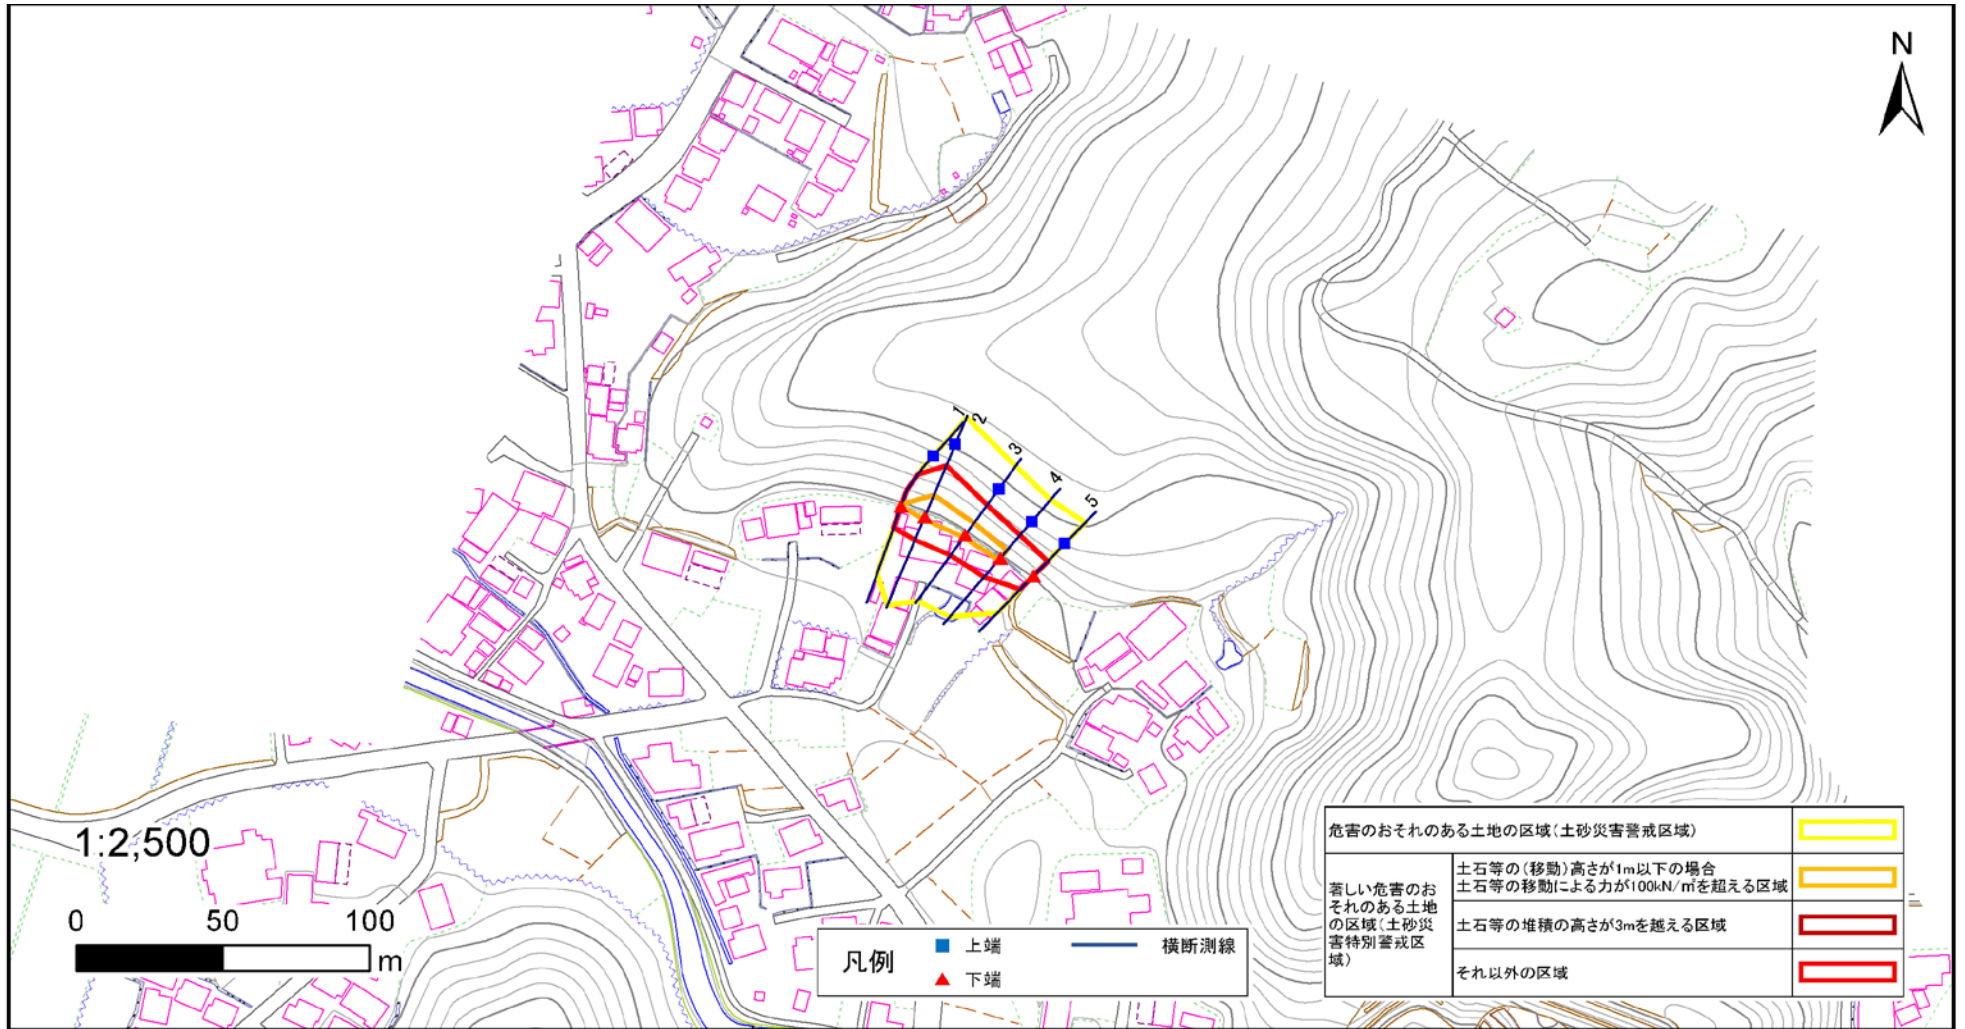 N
1
2
3
4
5
1:2,500
0 50 100
m
凡例
上端
横断測線
下端
危害のおそれのある土地の区域(土砂災害警戒区域)
著しい危害のお
それのある土地
の区域(土砂災
害特別警戒区
域)
土石等の(移動)高さが1m以下の場合
土石等の移動による力が100kN/㎡を超える区域
土石等の堆積の高さが3mを越える区域
それ以外の区域